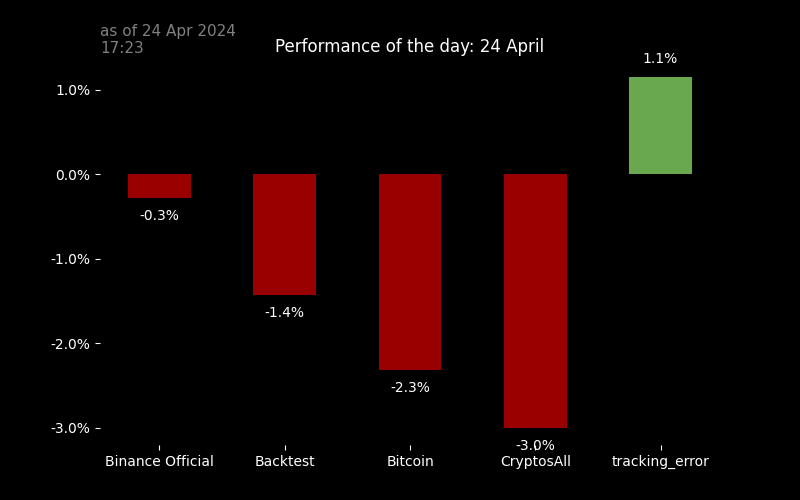 as of 24 Apr 2024
17:23
Performance of the day: 24 April
1.1%
1.0%
0.0%
-0.3%
-1.0%
-1.4%
-2.0%
-2.3%
-3.0%
-3.0%
Binance Official
Backtest
Bitcoin
CryptosAll
tracking_error